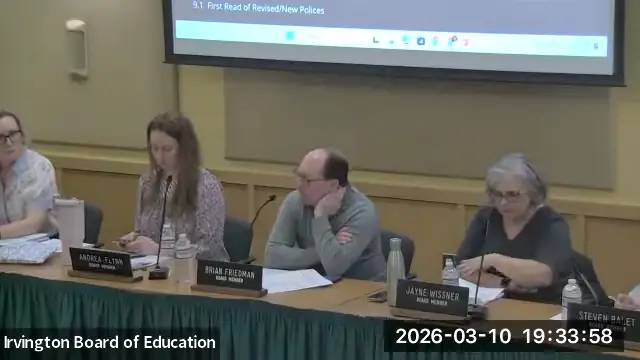 9.1 First Read of Revised/New Polices
ANDREA FLYNN
BOARD MEMBER
BRIAN FRIEDMAN
BOARD MEMBER
JAYNE WISSNER
BOARD MEMBER
STEVEN
Irvington Board of Education
2026-03-10 19:33:58